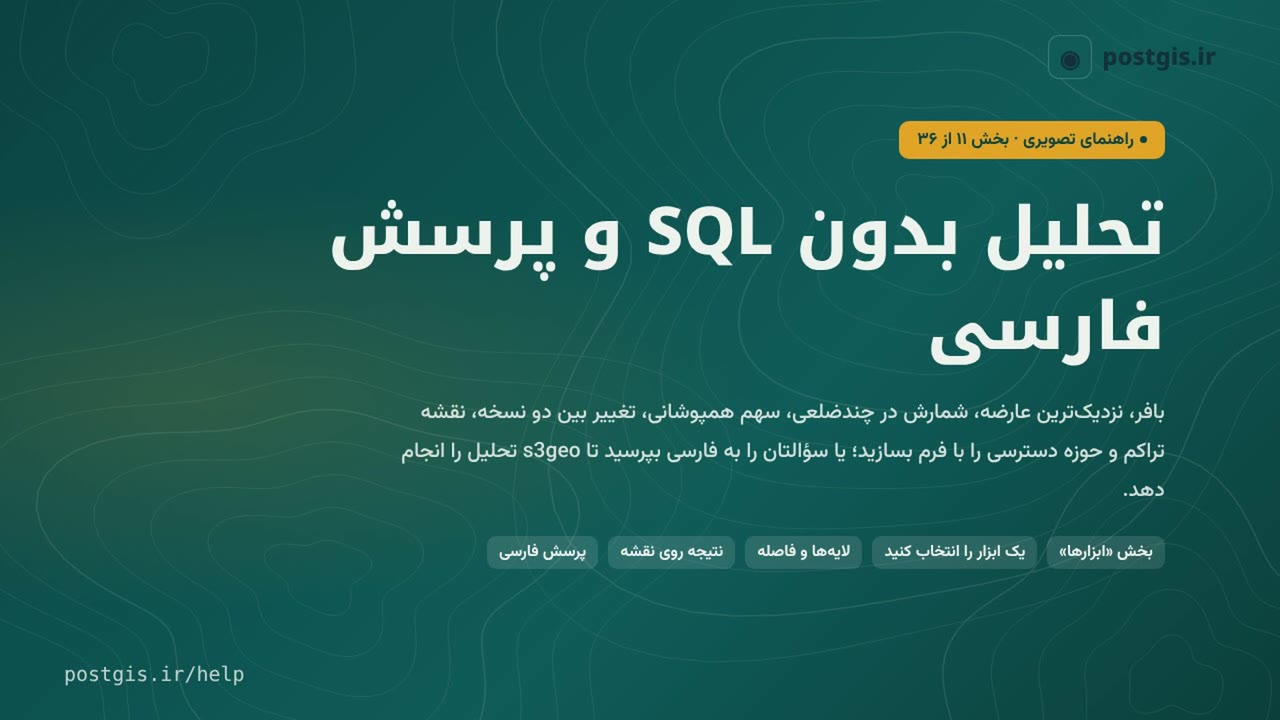 postgis.ir
• راهنمای تصویری · بخش ۱۱ از ۳۶
تحلیل بدون SQL و پرسش
فارسی
بافر، نزدیک‌ترین عارضه، شمارش در چندضلعی، سهم همپوشانی، تغییر بین دو نسخه، نقشه
تراکم و حوزه دسترسی را با فرم بسازید؛ یا سؤالتان را به فارسی بپرسید تا s3geo تحلیل را انجام
دهد.
بخش «ابزارها» یک ابزار را انتخاب کنید لایه‌ها و فاصله نتیجه روی نقشه پرسش فارسی
postgis.ir/help